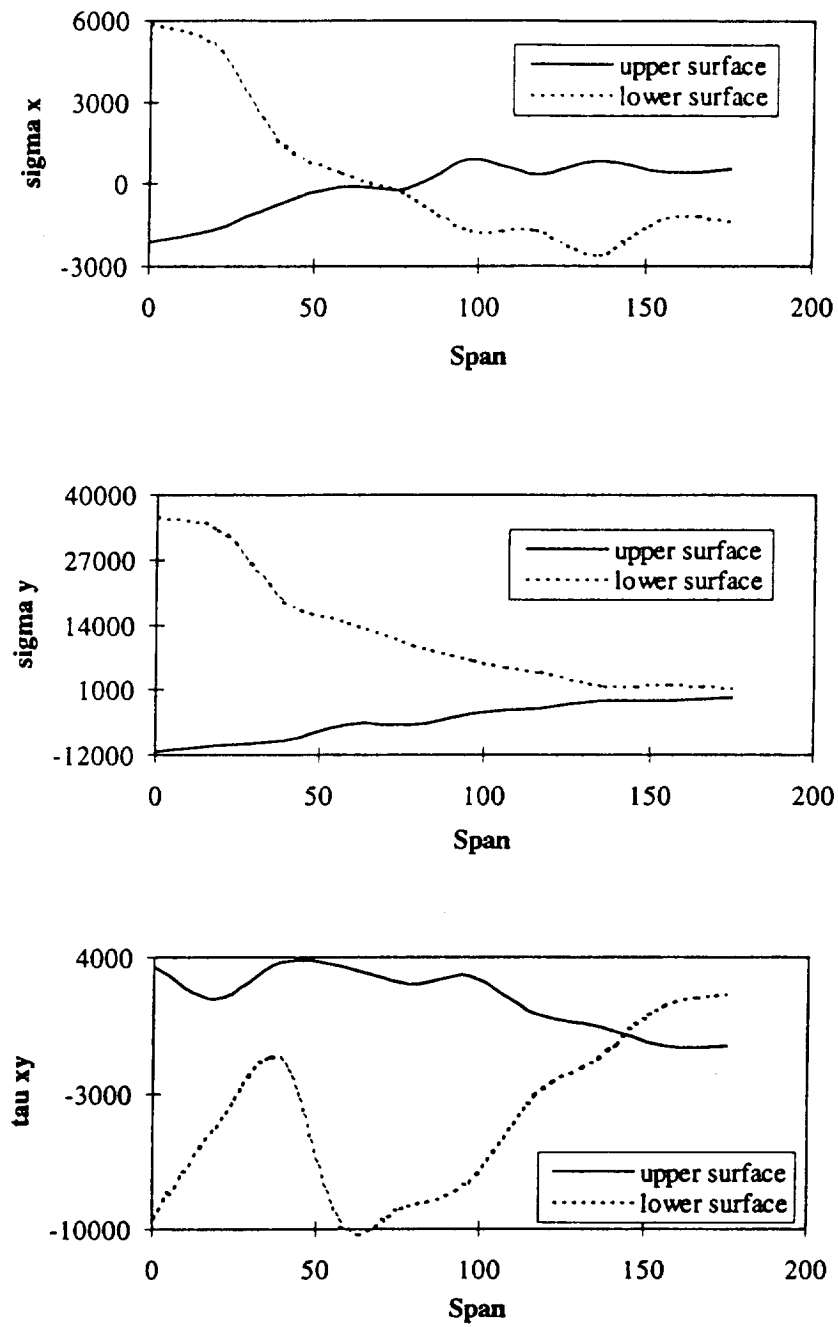 6000
3000
0
-3000
sigma x
upper surface
lower surface
0 50 100 150 200
Span
40000
27000
14000
1000
-12000
sigma y
upper surface
lower surface
0 50 100 150 200
Span
4000
-3000
-10000
tau xy
upper surface
lower surface
0 50 100 150 200
Span